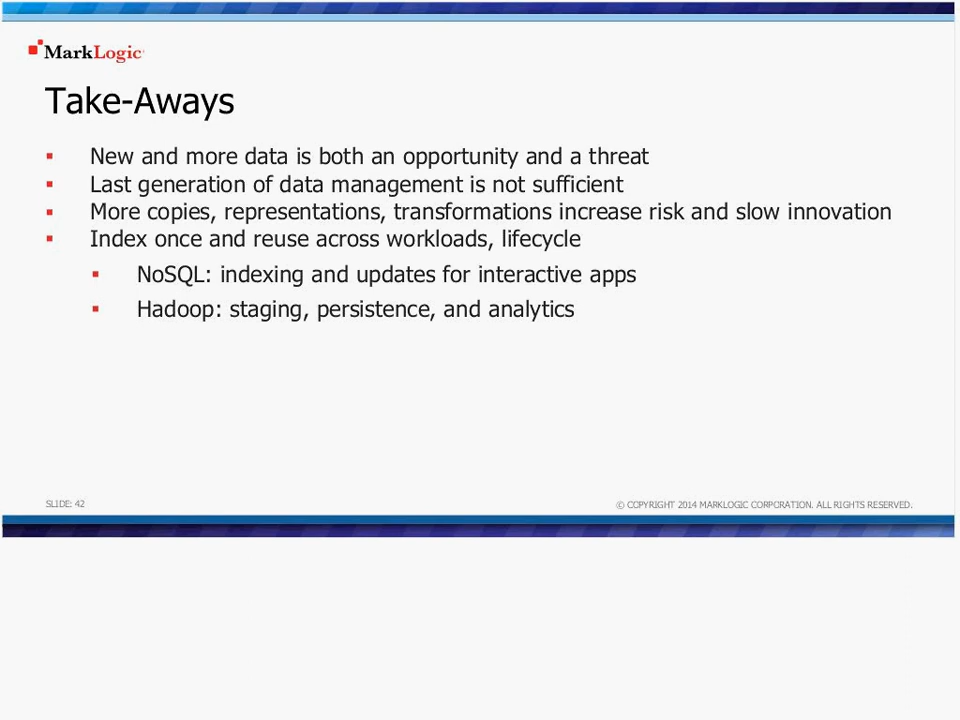 MarkLogic
Take-Aways
▪ New and more data is both an opportunity and a threat
▪ Last generation of data management is not sufficient
▪ More copies, representations, transformations increase risk and slow innovation
▪ Index once and reuse across workloads, lifecycle
▪ NoSQL: indexing and updates for interactive apps
▪ Hadoop: staging, persistence, and analytics
SLIDE: 42
© COPYRIGHT 2014 MARKLOGIC CORPORATION. ALL RIGHTS RESERVED.